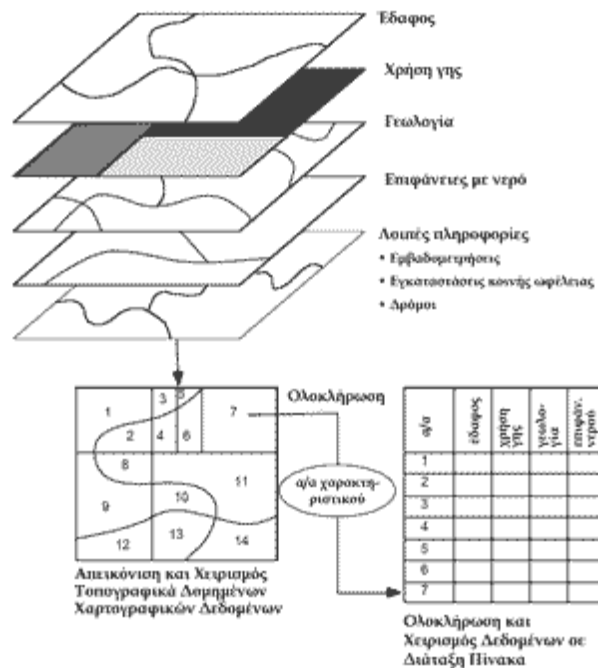 Έδαφος
Χρήση γης
Γεωλογία
Επιφάνειες με νερό
Λοιπές πληροφορίες
• Εμβαδομετρήσεις
• Εγκαταστάσεις κοινής ωφέλειας
• Δρόμοι
Ολοκλήρωση
1
2
3
4
5
6
7
8
9
10
11
12
13
14
α/α χαρακτη-
ριστικού
α/α
έδαφος
χρήση
γης
γεωλο-
γία
επιφάν.
νερού
1
2
3
4
5
6
7
Απεικόνιση και Χειρισμός
Τοπογραφικά Δομημένων
Χαρτογραφικών Δεδομένων
Ολοκλήρωση και
Χειρισμός Δεδομένων σε
Διάταξη Πίνακα